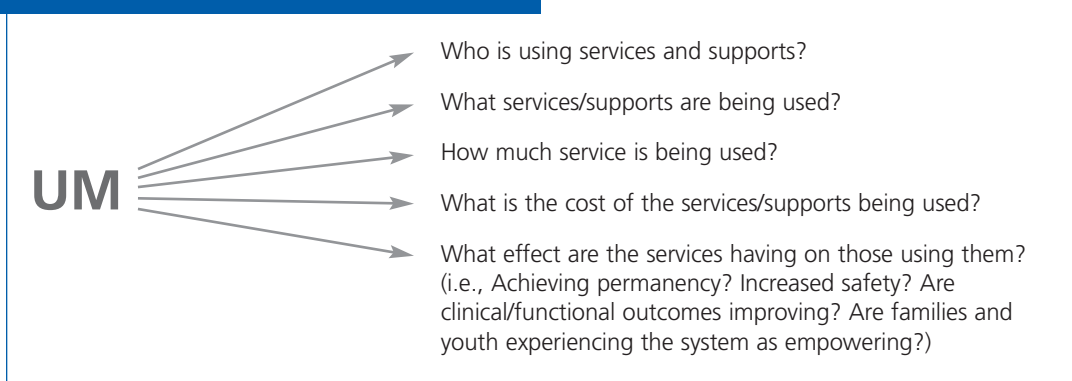 UM
Who is using services and supports?
What services/supports are being used?
How much service is being used?
What is the cost of the services/supports being used?
What effect are the services having on those using them?
(i.e., Achieving permanency? Increased safety? Are
clinical/functional outcomes improving? Are families and
youth experiencing the system as empowering?)